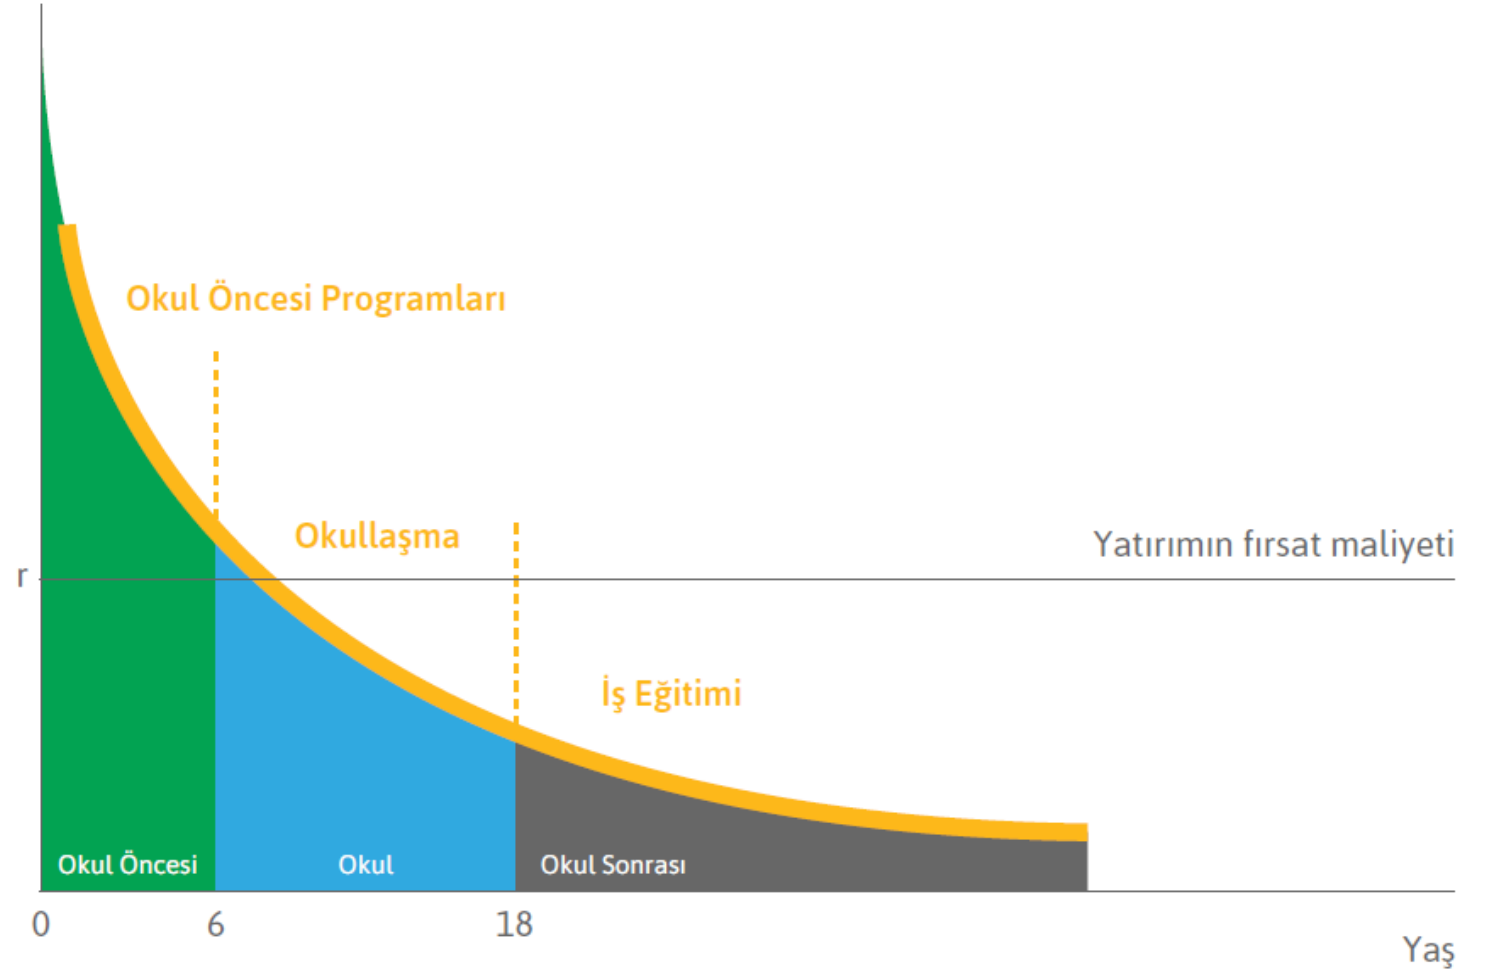 Okul Öncesi Programları
Okullaşma
Yatırımın fırsat maliyeti
r
İş Eğitimi
Okul Öncesi
Okul
Okul Sonrası
0
6
18
Yaş